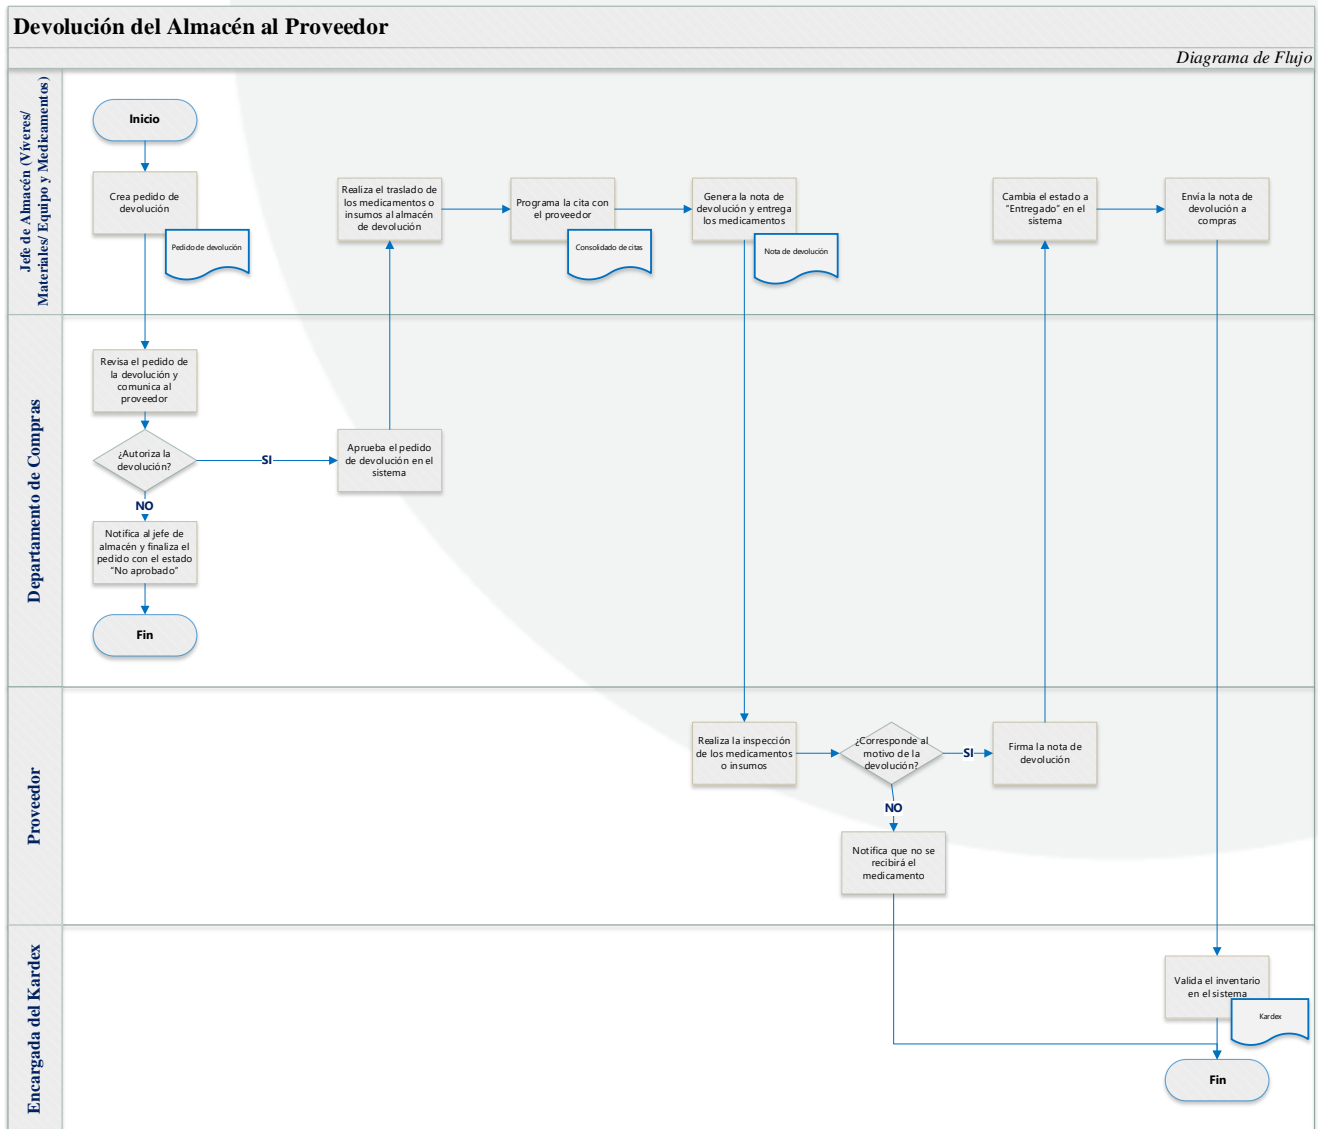 Devolución del Almacén al Proveedor
Diagrama de Flujo
Jefe de Almacén (Víveres/
Materiales/ Equipo y Medicamentos)
Inicio
Crea pedido de
devolución
Pedido de devolución
Realiza el traslado de
los medicamentos o
insumos al almacén
de devolución
Programa la cita con
el proveedor
Consolidado de citas
Genera la nota de
devolución y entrega
los medicamentos
Nota de devolución
Cambia el estado a
"Entregado" en el
sistema
Envia la nota de
devolución a
compras
Departamento de Compras
Revisa el pedido de
la devolución y
comunica al
proveedor
¿Autoriza la
devolución?
SI
Aprueba el pedido
de devolución en el
sistema
NO
Notifica al jefe de
almacén y finaliza el
pedido con el estado
"No aprobado"
Fin
Proveedor
Realiza la inspección
de los medicamentos
o insumos
¿Corresponde al
motivo de la
devolución?
SI
Firma la nota de
devolución
NO
Notifica que no se
recibirá el
medicamento
Encargada del Kardex
Valida el inventario
en el sistema
Kardex
Fin